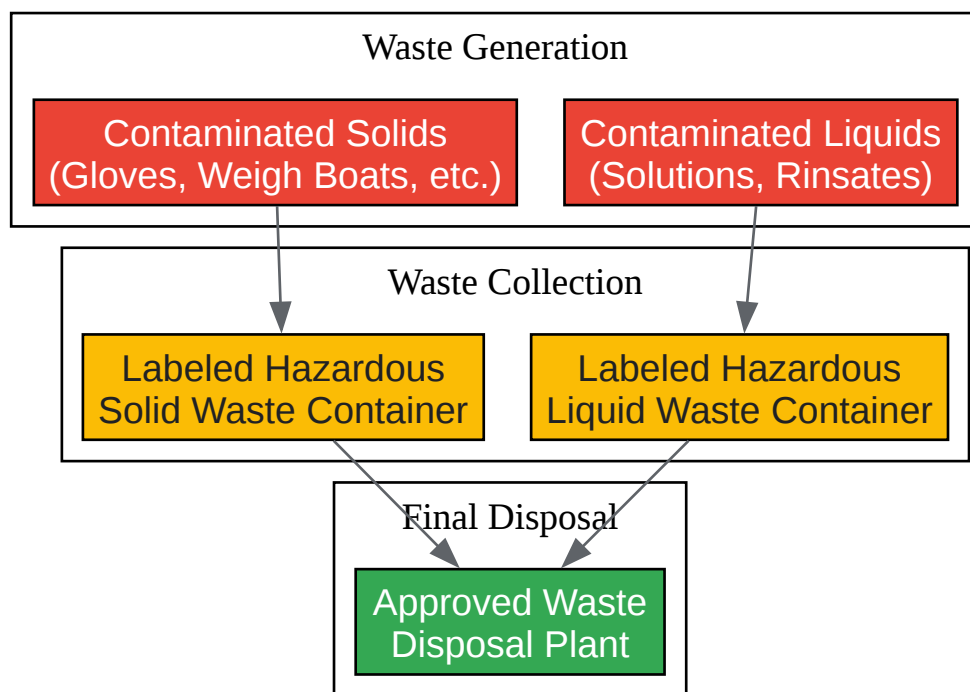 Waste Generation
Contaminated Solids
(Gloves, Weigh Boats, etc.)
Contaminated Liquids
(Solutions, Rinsates)
Waste Collection
Labeled Hazardous
Solid Waste Container
Labeled Hazardous
Liquid Waste Container
Final Disposal
Approved Waste
Disposal Plant